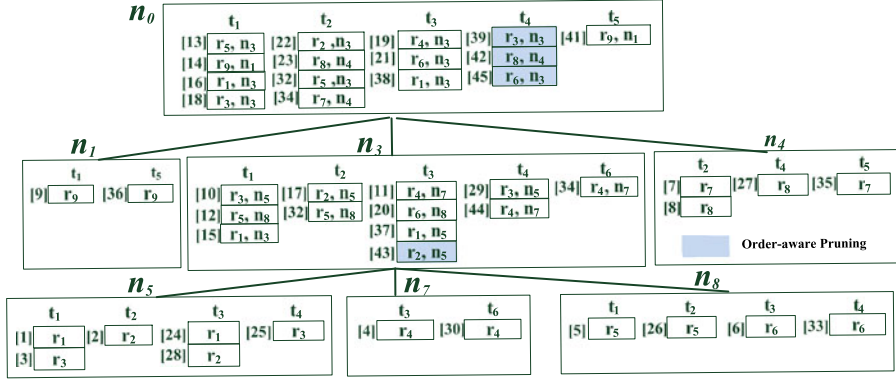 n0
t1 t2 t3 t4 t5
[13] r5, n3 [22] r2 ,n3 [19] r4, n3 [39] r3, n3 [41] r9, n1
[14] r9, n1 [23] r8, n4 [21] r6, n3 [42] r8, n4
[16] r1, n3 [32] r5 ,n3 [38] r1, n3 [45] r6, n3
[18] r3, n3 [34] r7, n4
n1 n3 n4
t1 t5
[9] r9 [36] r9
t1 t2 t3 t4 t6
[10] r3, n5 [17] r2, n5 [11] r4, n7 [29] r3, n5 [34] r4, n7
[12] r5, n8 [32] r5, n8 [20] r6, n8 [44] r4, n7
[15] r1, n3 [37] r1, n5
[43] r2, n5
t2 t4 t5
[7] r7 [27] r8 [35] r7
[8] r8
Order-aware Pruning
n5 n7 n8
t1 t2 t3 t4
[1] r1 [2] r2 [24] r1 [25] r3
[3] r3 [28] r2
t3 t6
[4] r4 [30] r4
t1 t2 t3 t4
[5] r5 [26] r5 [6] r6 [33] r6